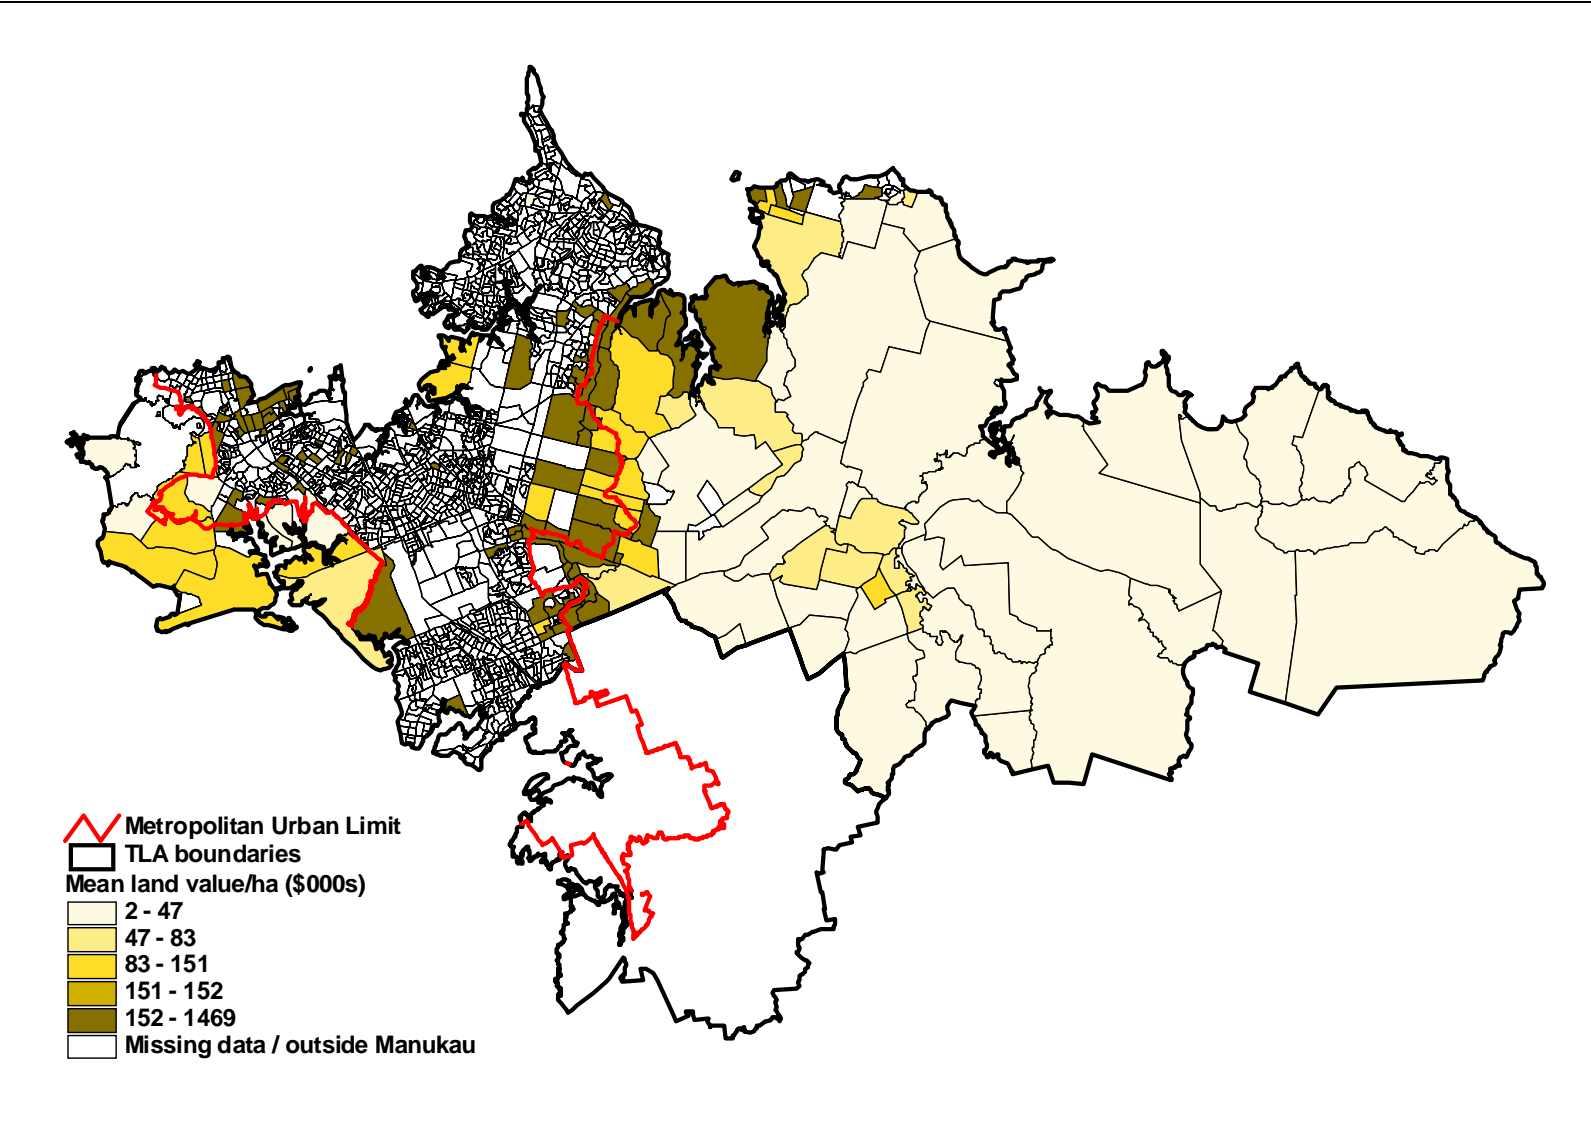 Metropolitan Urban Limit
TLA boundaries
Mean land value/ha ($000s)
2 - 47
47 - 83
83 - 151
151 - 152
152 - 1469
Missing data / outside Manukau